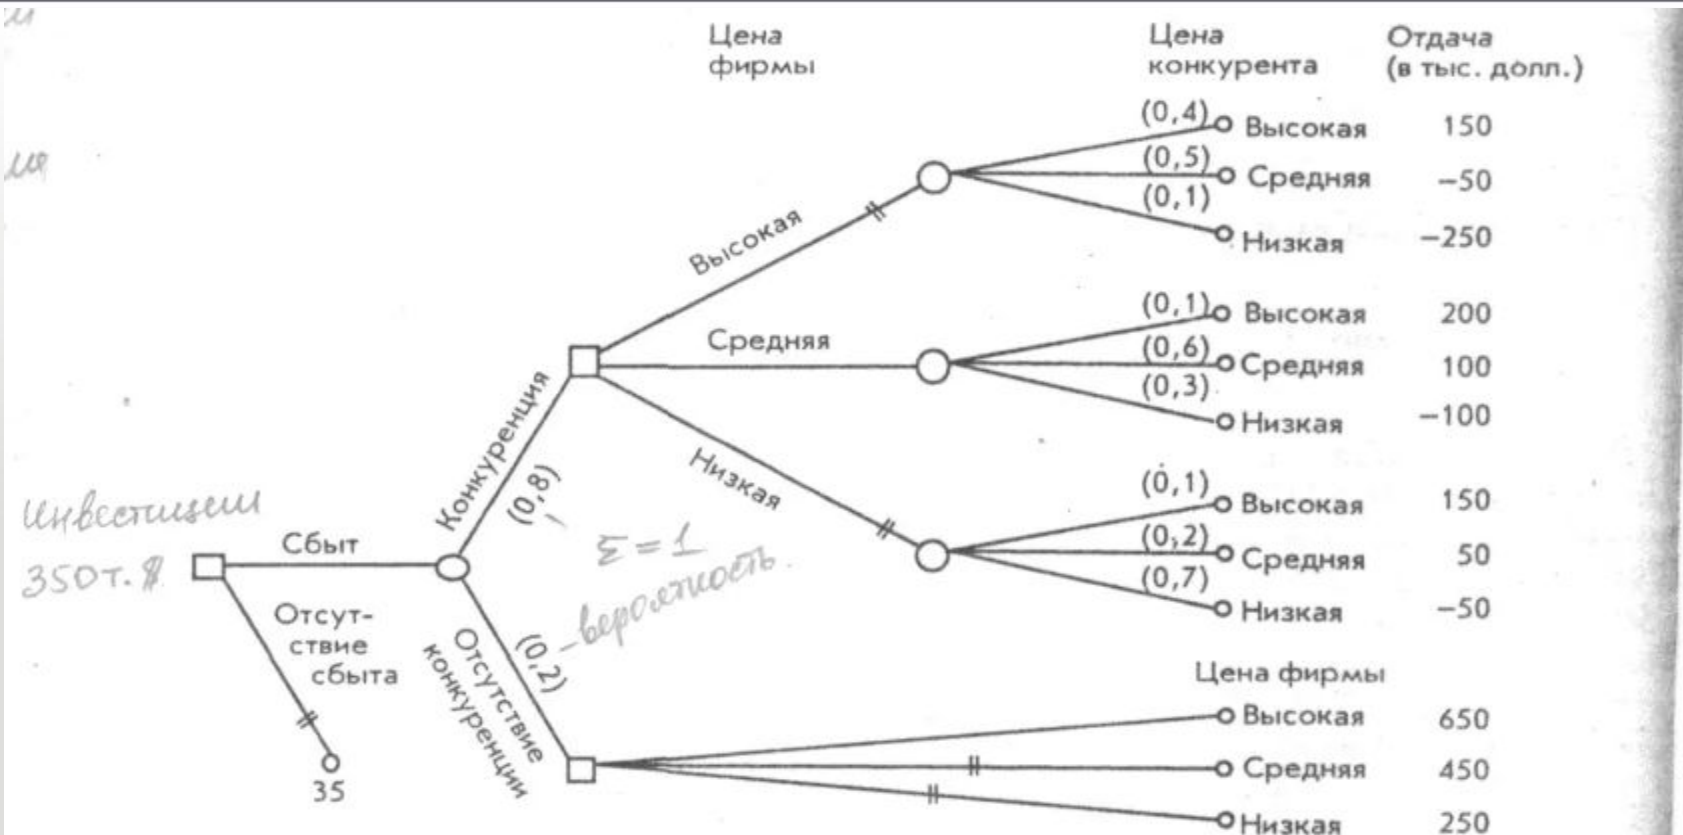 Цена
фирмы
Цена
конкурента
Отдача
(в тыс. долл.)
(0,4) Высокая 150
(0,5) Средняя –50
(0,1) Низкая –250
Высокая
(0,1) Высокая 200
Средняя
(0,6) Средняя 100
(0,3) Низкая –100
Конкуренция
(0,8)
Низкая
(0,1) Высокая 150
(0,2) Средняя 50
(0,7) Низкая –50
Инвестиции
350т. $
Сбыт
Σ = 1
– вероятность.
Отсут-
ствие
сбыта
35
Отсутствие
конкуренции
(0,2)
Цена фирмы
Высокая 650
Средняя 450
Низкая 250